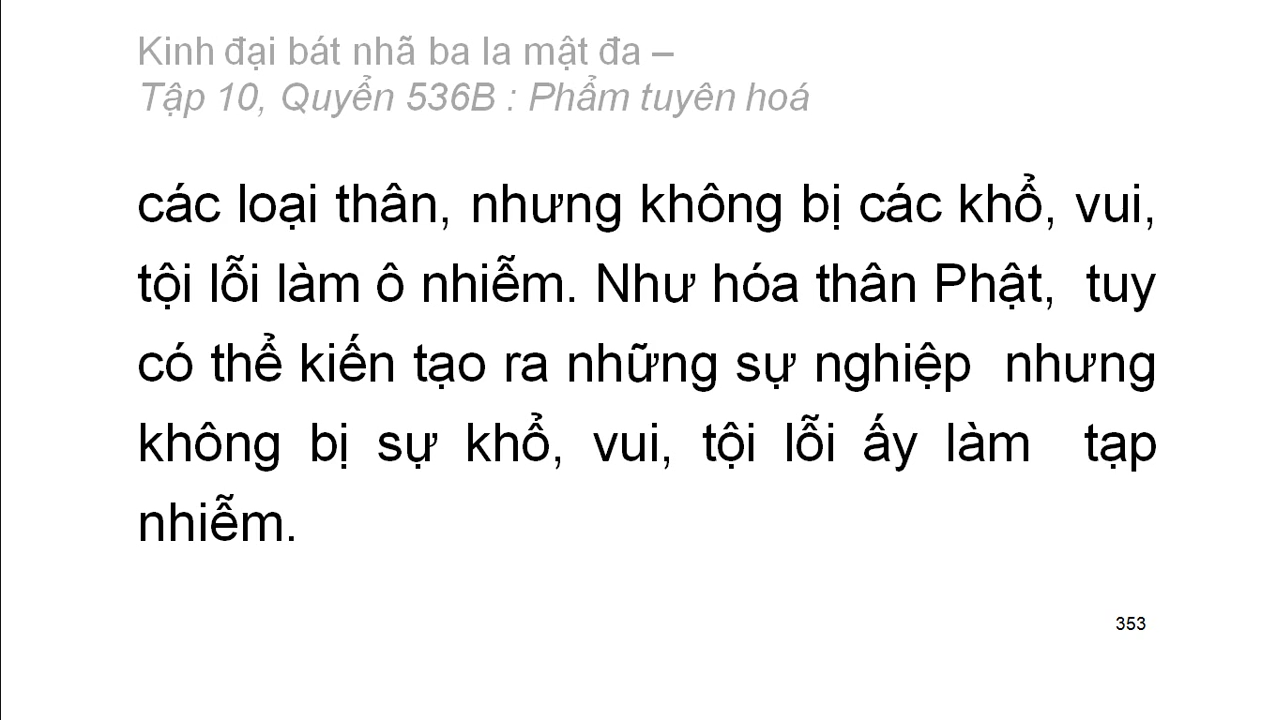 Kinh đại bát nhã ba la mật đa –
Tập 10, Quyển 536B : Phẩm tuyên hoá
các loại thân, nhưng không bị các khổ, vui,
tội lỗi làm ô nhiễm. Như hóa thân Phật, tuy
có thể kiến tạo ra những sự nghiệp nhưng
không bị sự khổ, vui, tội lỗi ấy làm tạp
nhiễm.
353